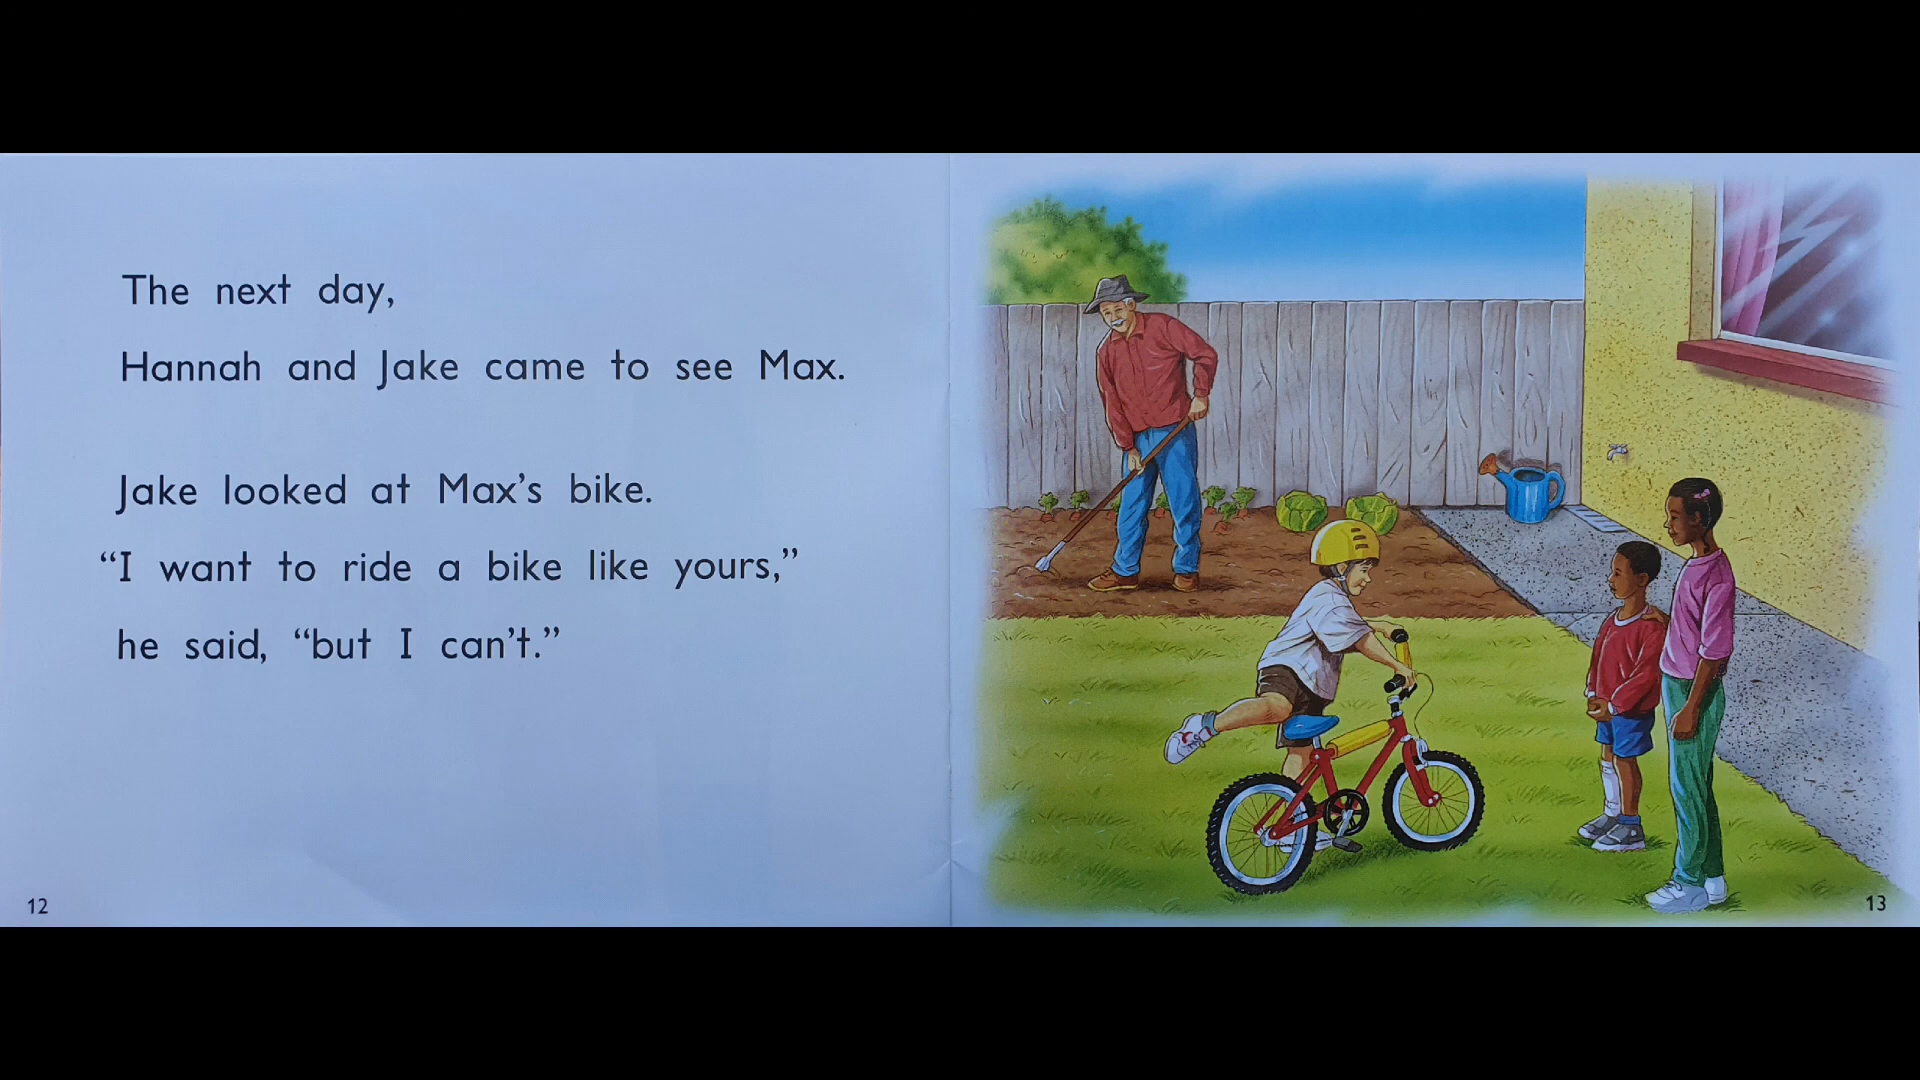 The next day,
Hannah and Jake came to see Max.
Jake looked at Max’s bike.
“I want to ride a bike like yours,”
he said, “but I can’t.”
12
13